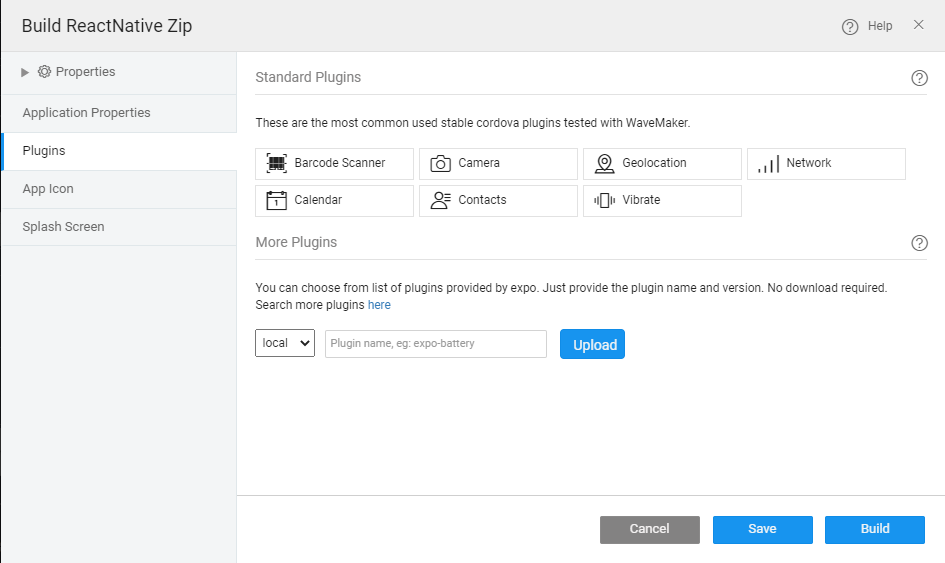 Build ReactNative Zip
Help
Properties
Application Properties
Plugins
App Icon
Splash Screen
Standard Plugins
These are the most common used stable cordova plugins tested with WaveMaker.
Barcode Scanner
Camera
Geolocation
Network
1
Calendar
Contacts
Vibrate
More Plugins
You can choose from list of plugins provided by expo. Just provide the plugin name and version. No download required.
Search more plugins here
local
Plugin name, eg: expo-battery
Upload
Cancel
Save
Build